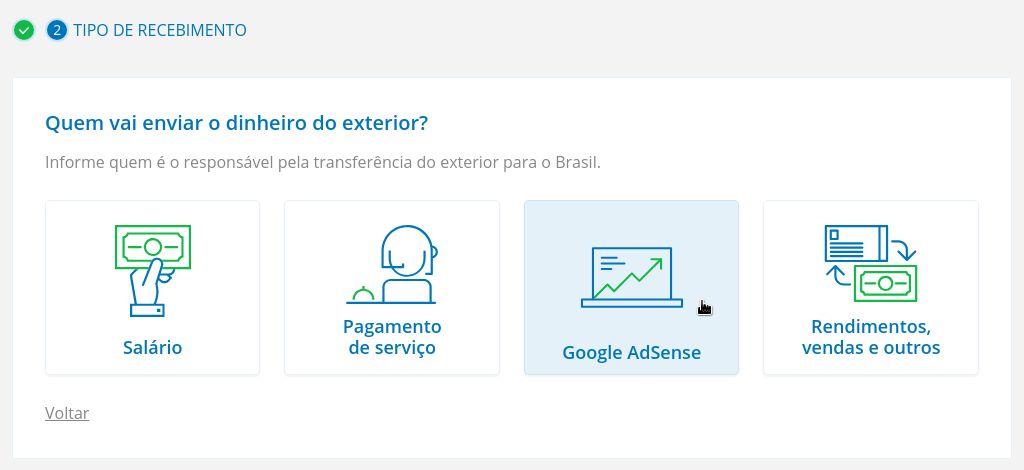 2 TIPO DE RECEBIMENTO
Quem vai enviar o dinheiro do exterior?
Informe quem é o responsável pela transferência do exterior para o Brasil.
Salário
Pagamento
de serviço
Google AdSense
Rendimentos,
vendas e outros
Voltar